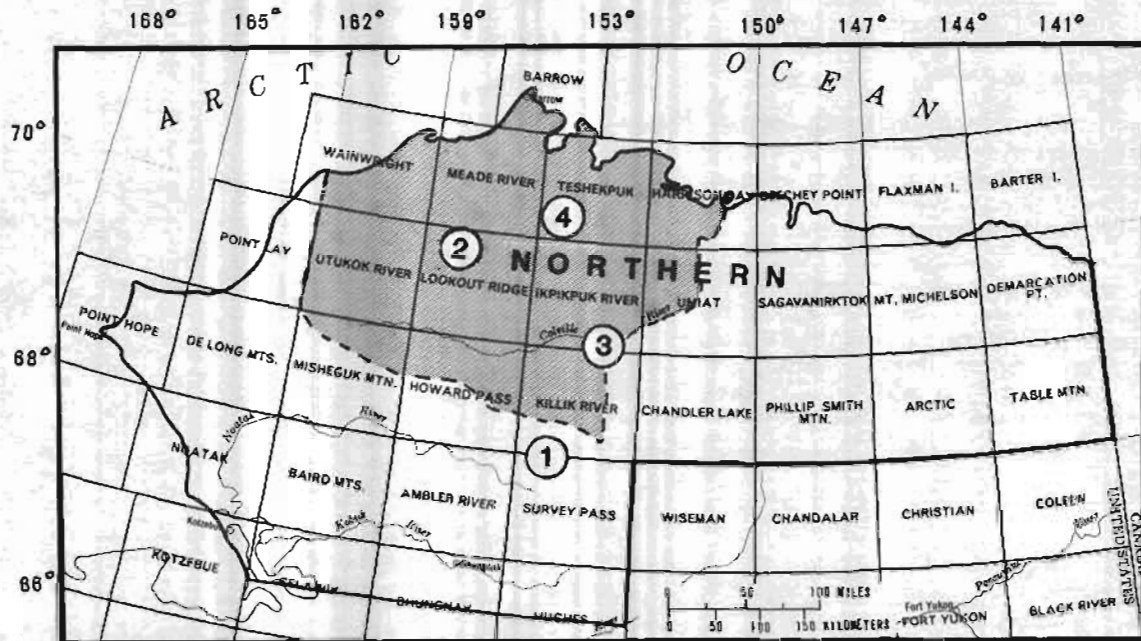 168° 165° 162° 159° 153° 150° 147° 144° 141°
ARCTIC OCEAN
BARROW
70°
WAINWRIGHT
MEADE RIVER
TESHEKPUK
BEECHEY POINT
FLAXMAN I.
BARTER I.
4
POINT LAY
2
NORTHERN
UTUKOK RIVER
LOOKOUT RIDGE
IKPIKPUK RIVER
UMIAT
SAGAVANIRKTOK
MT. MICHELSON
DEMARCATION
PT.
River
Colville
3
POINT HOPE
Point Hope
68°
DE LONG MTS.
MISHEGUK MTN.
HOWARD PASS
KILLIK RIVER
CHANDLER LAKE
PHILLIP SMITH
MTN.
ARCTIC
TABLE MTN.
Noatak
River
1
NOATAK
BAIRD MTS.
AMBLER RIVER
SURVEY PASS
WISEMAN
CHANDALAR
CHRISTIAN
COLEEN
River
UNITED STATES
Kotzebue
Kobuk
River
KOTZEBUE
66°
SELAWIK
SHUNGNAK
HUGHES
0 50 100 MILES
0 50 100 150 KILOMETERS
Fort Yukon
FORT YUKON
BLACK RIVER